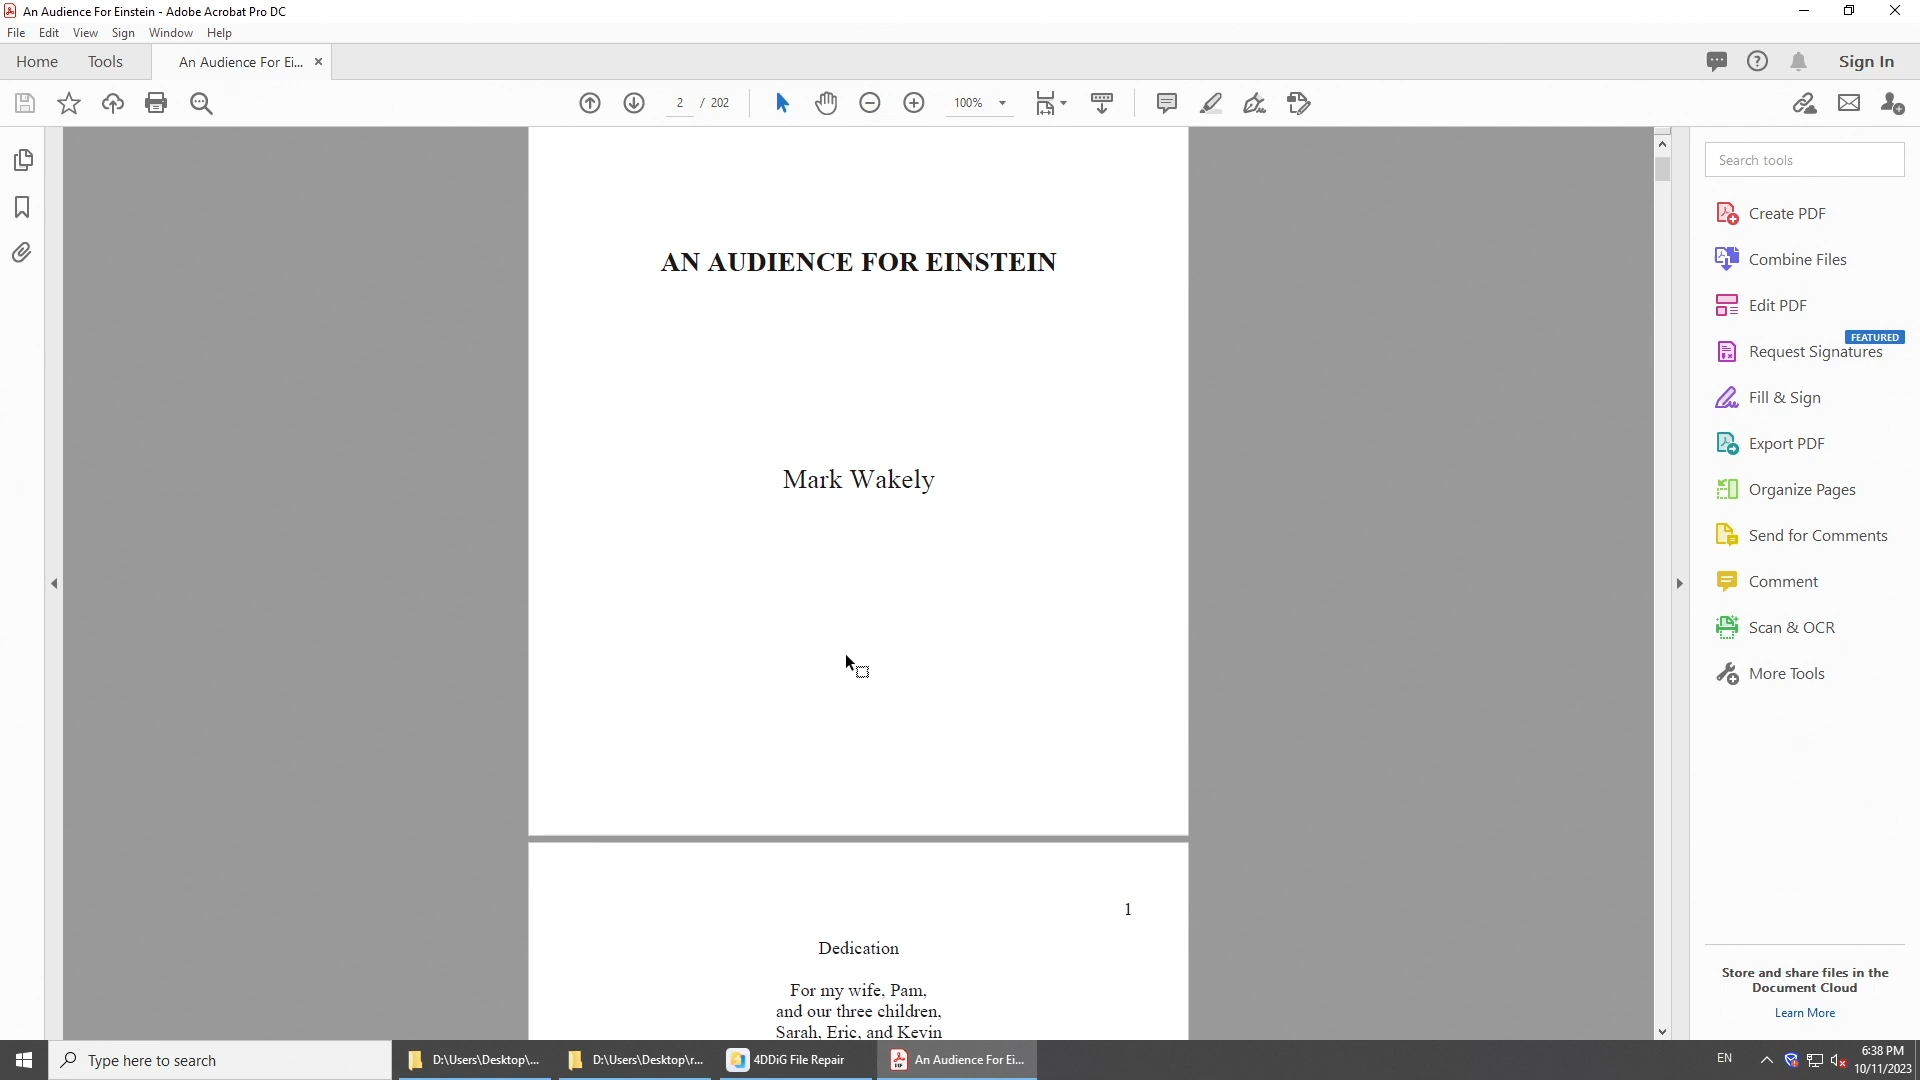 An Audience For Einstein - Adobe Acrobat Pro DC
File Edit View Sign Window Help
Home Tools An Audience For Ei... Sign In
2 / 202 100%
Search tools
Create PDF
Combine Files
Edit PDF
FEATURED
Request Signatures
Fill & Sign
Export PDF
Organize Pages
Send for Comments
Comment
Scan & OCR
More Tools
AN AUDIENCE FOR EINSTEIN
Mark Wakely
1
Dedication
For my wife, Pam,
and our three children,
Sarah, Eric, and Kevin
Store and share files in the
Document Cloud
Learn More
Type here to search D:\Users\Desktop\... D:\Users\Desktop\r... 4DDiG File Repair An Audience For Ei... EN 6:38 PM
10/11/2023